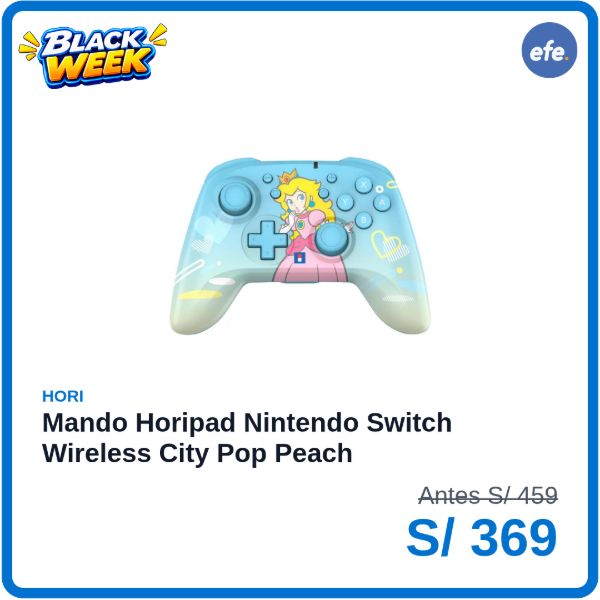 BLACK
WEEK
efe.
X
Y
A
B
HORI
Mando Horipad Nintendo Switch
Wireless City Pop Peach
Antes S/ 459
S/ 369